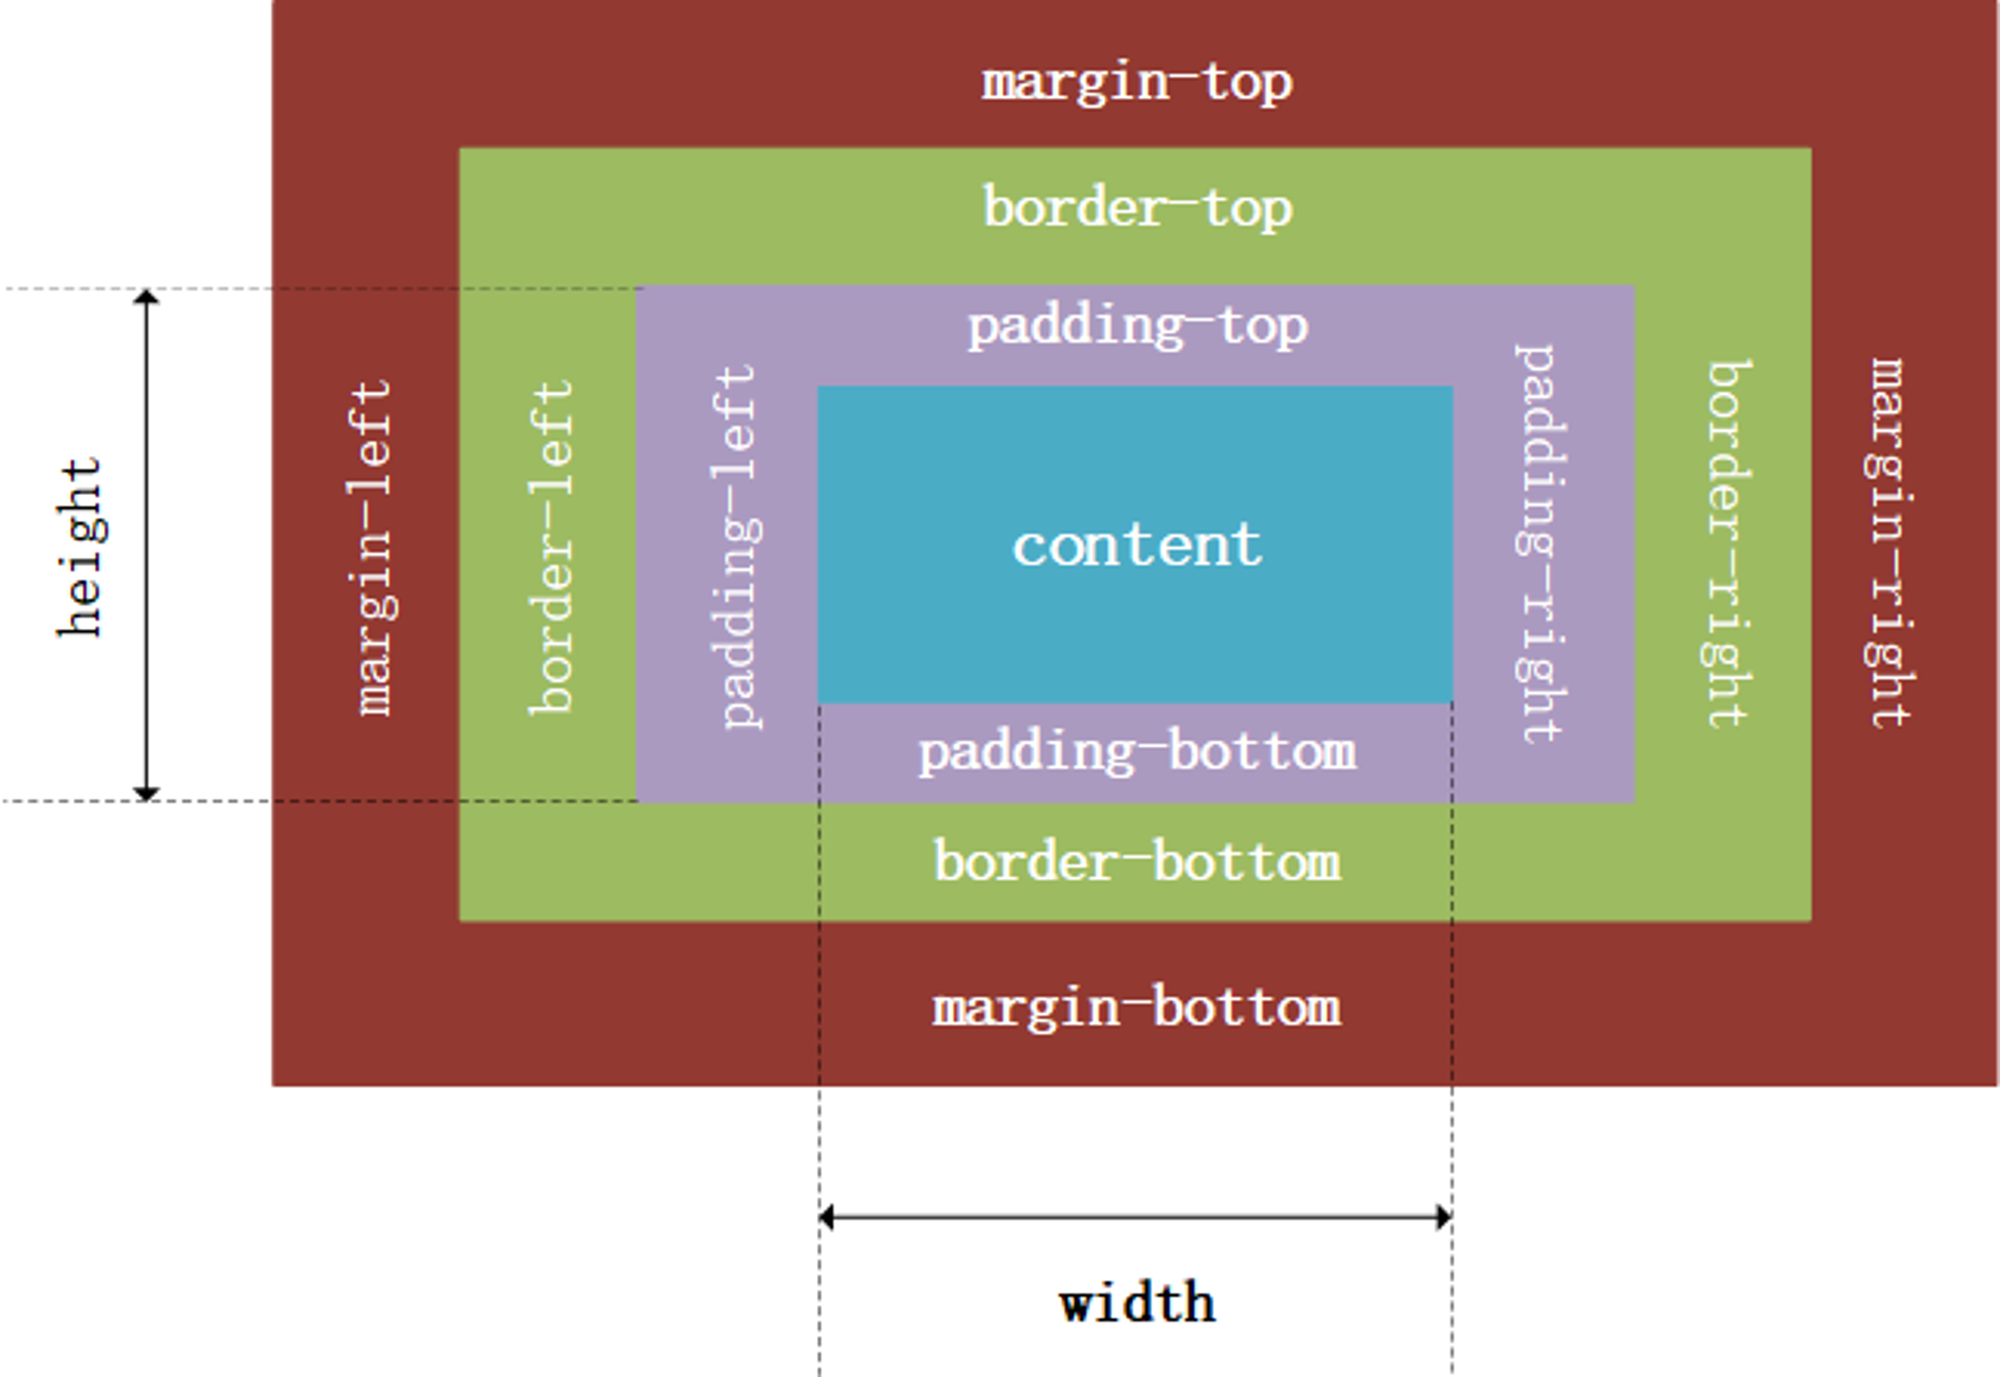 margin-top
border-top
padding-top
height
margin-left
border-left
padding-left
content
padding-right
border-right
margin-right
padding-bottom
border-bottom
margin-bottom
width